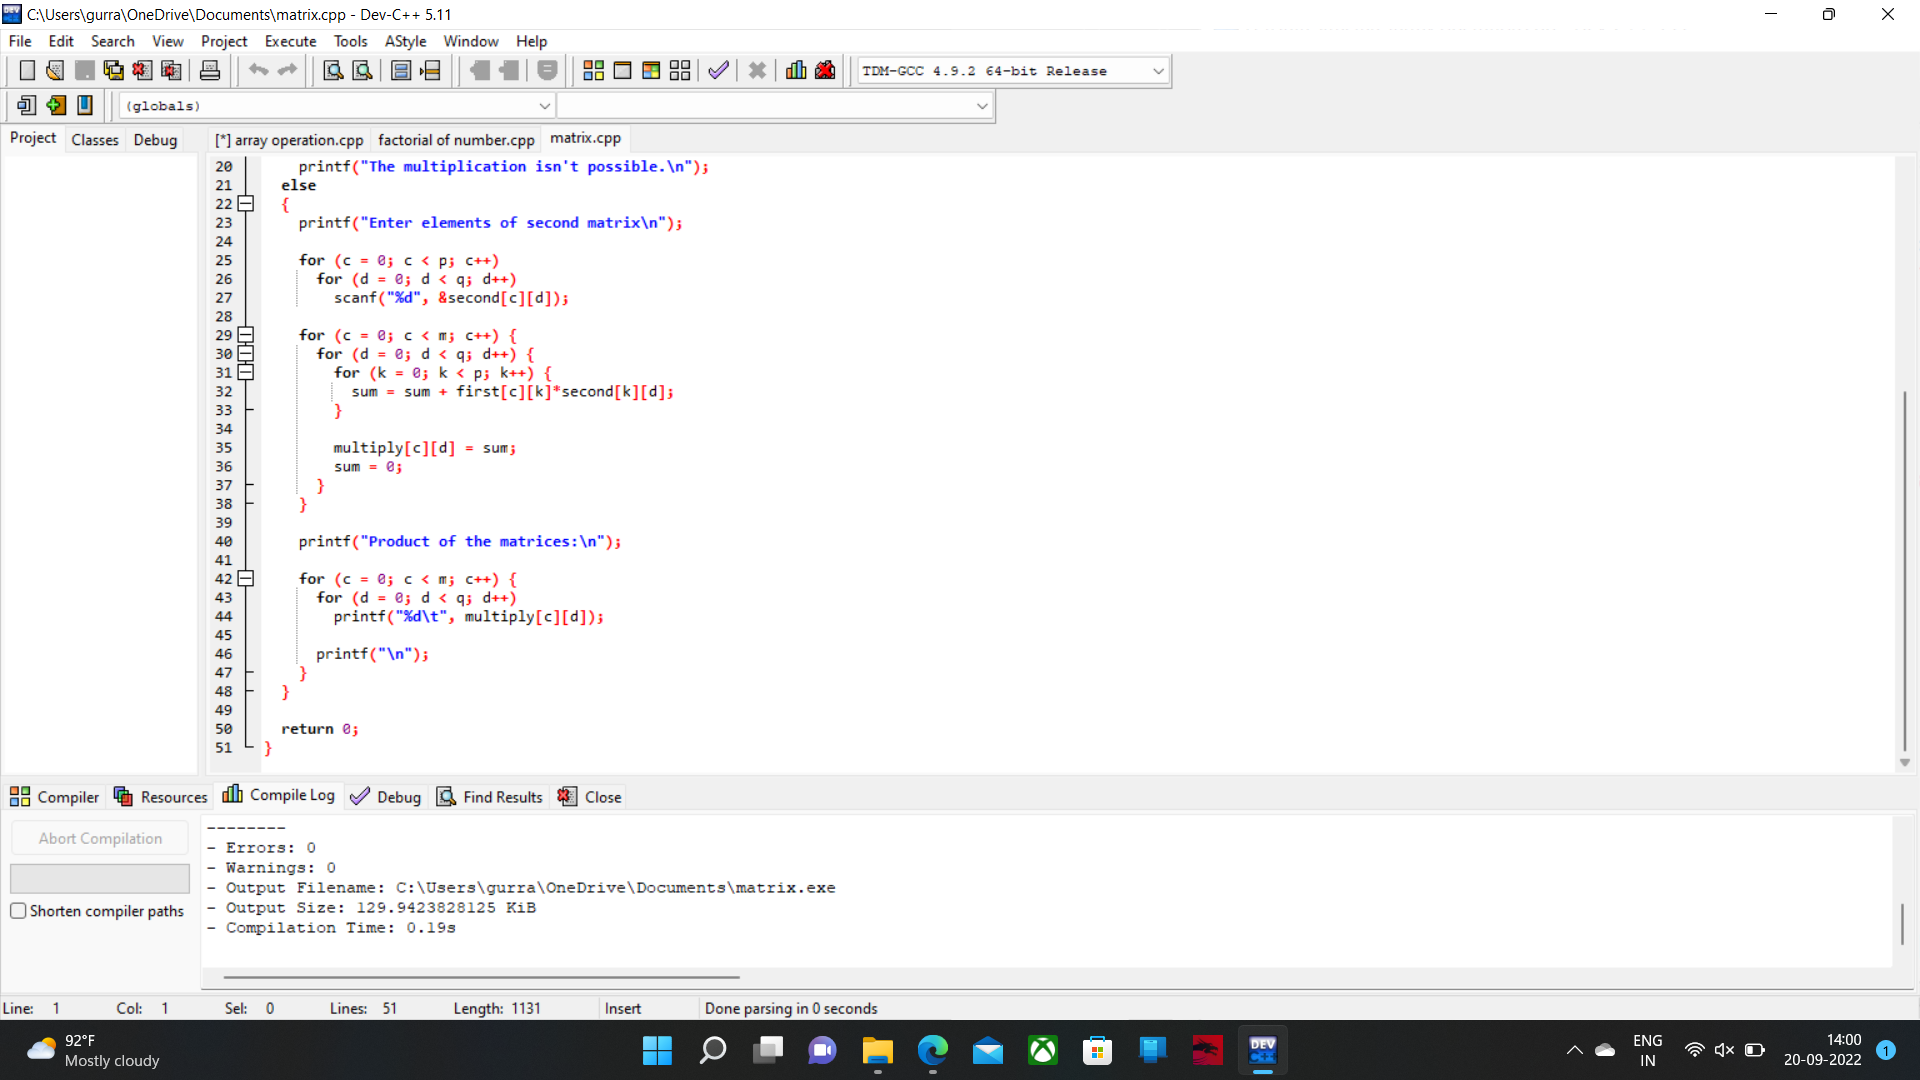 C:\Users\gurra\OneDrive\Documents\matrix.cpp - Dev-C++ 5.11
File Edit Search View Project Execute Tools AStyle Window Help
TDM-GCC 4.9.2 64-bit Release
(globals)
Project Classes Debug [*] array operation.cpp factorial of number.cpp matrix.cpp
20 printf("The multiplication isn't possible.\n");
21 else
22 {
23 printf("Enter elements of second matrix\n");
24
25 for (c = 0; c < p; c++)
26 for (d = 0; d < q; d++)
27 scanf("%d", &second[c][d]);
28
29 for (c = 0; c < m; c++) {
30 for (d = 0; d < q; d++) {
31 for (k = 0; k < p; k++) {
32 sum = sum + first[c][k]*second[k][d];
33 }
34
35 multiply[c][d] = sum;
36 sum = 0;
37 }
38 }
39
40 printf("Product of the matrices:\n");
41
42 for (c = 0; c < m; c++) {
43 for (d = 0; d < q; d++)
44 printf("%d\t", multiply[c][d]);
45
46 printf("\n");
47 }
48 }
49
50 return 0;
51 }
Compiler Resources Compile Log Debug Find Results Close
Abort Compilation
Shorten compiler paths
--------
- Errors: 0
- Warnings: 0
- Output Filename: C:\Users\gurra\OneDrive\Documents\matrix.exe
- Output Size: 129.9423828125 KiB
- Compilation Time: 0.19s
Line: 1 Col: 1 Sel: 0 Lines: 51 Length: 1131 Insert Done parsing in 0 seconds
92°F
Mostly cloudy
DEV C++
ENG
IN
14:00
20-09-2022
1